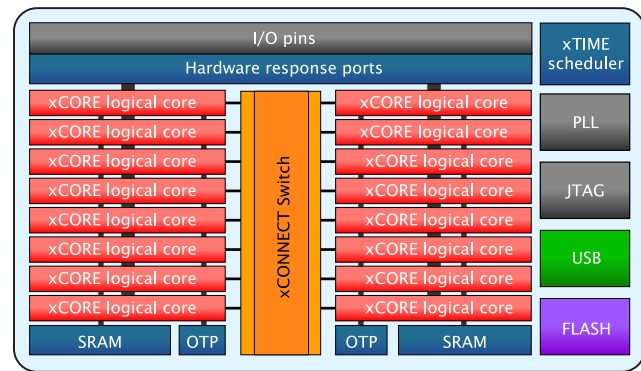 I/O pins
xTIME
scheduler
Hardware response ports
xCORE logical core
xCORE logical core
xCORE logical core
xCORE logical core
xCORE logical core
xCORE logical core
xCORE logical core
xCORE logical core
xCONNECT Switch
xCORE logical core
xCORE logical core
xCORE logical core
xCORE logical core
xCORE logical core
xCORE logical core
xCORE logical core
xCORE logical core
PLL
JTAG
USB
FLASH
SRAM
OTP
OTP
SRAM